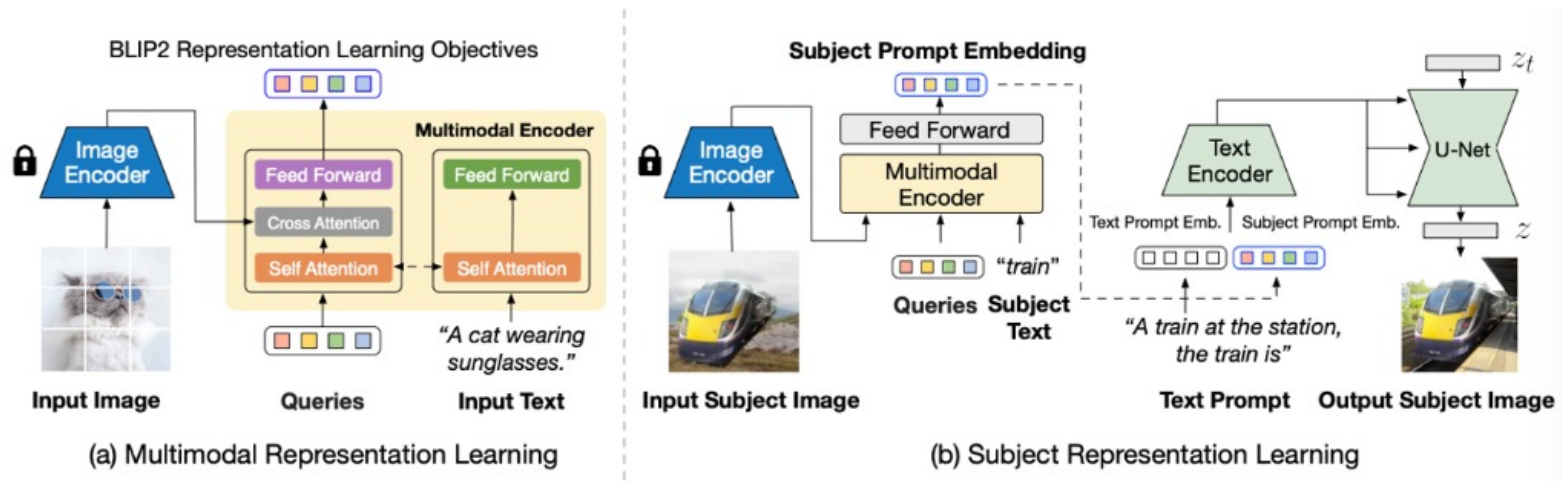 BLIP2 Representation Learning Objectives
Multimodal Encoder
Image
Encoder
Feed Forward
Feed Forward
Cross Attention
Self Attention
Self Attention
“A cat wearing
sunglasses.”
Input Image
Queries
Input Text
(a) Multimodal Representation Learning
Subject Prompt Embedding
Image
Encoder
Feed Forward
Multimodal
Encoder
“train”
Queries
Subject
Text
Input Subject Image
z_t
Text
Encoder
U-Net
Text Prompt Emb.
Subject Prompt Emb.
z
“A train at the station,
the train is”
Text Prompt
Output Subject Image
(b) Subject Representation Learning